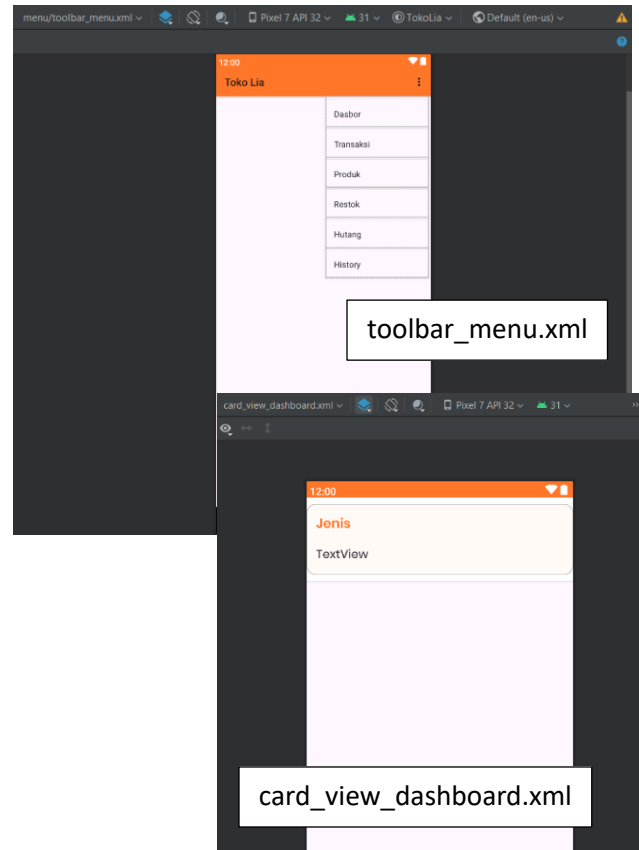 menu/toolbar_menu.xml Pixel 7 API 32 31 TokoLia Default (en-us)
12:00
Toko Lia
Dasbor
Transaksi
Produk
Restok
Hutang
History
toolbar_menu.xml
card_view_dashboard.xml Pixel 7 API 32 31
12:00
Jenis
TextView
card_view_dashboard.xml